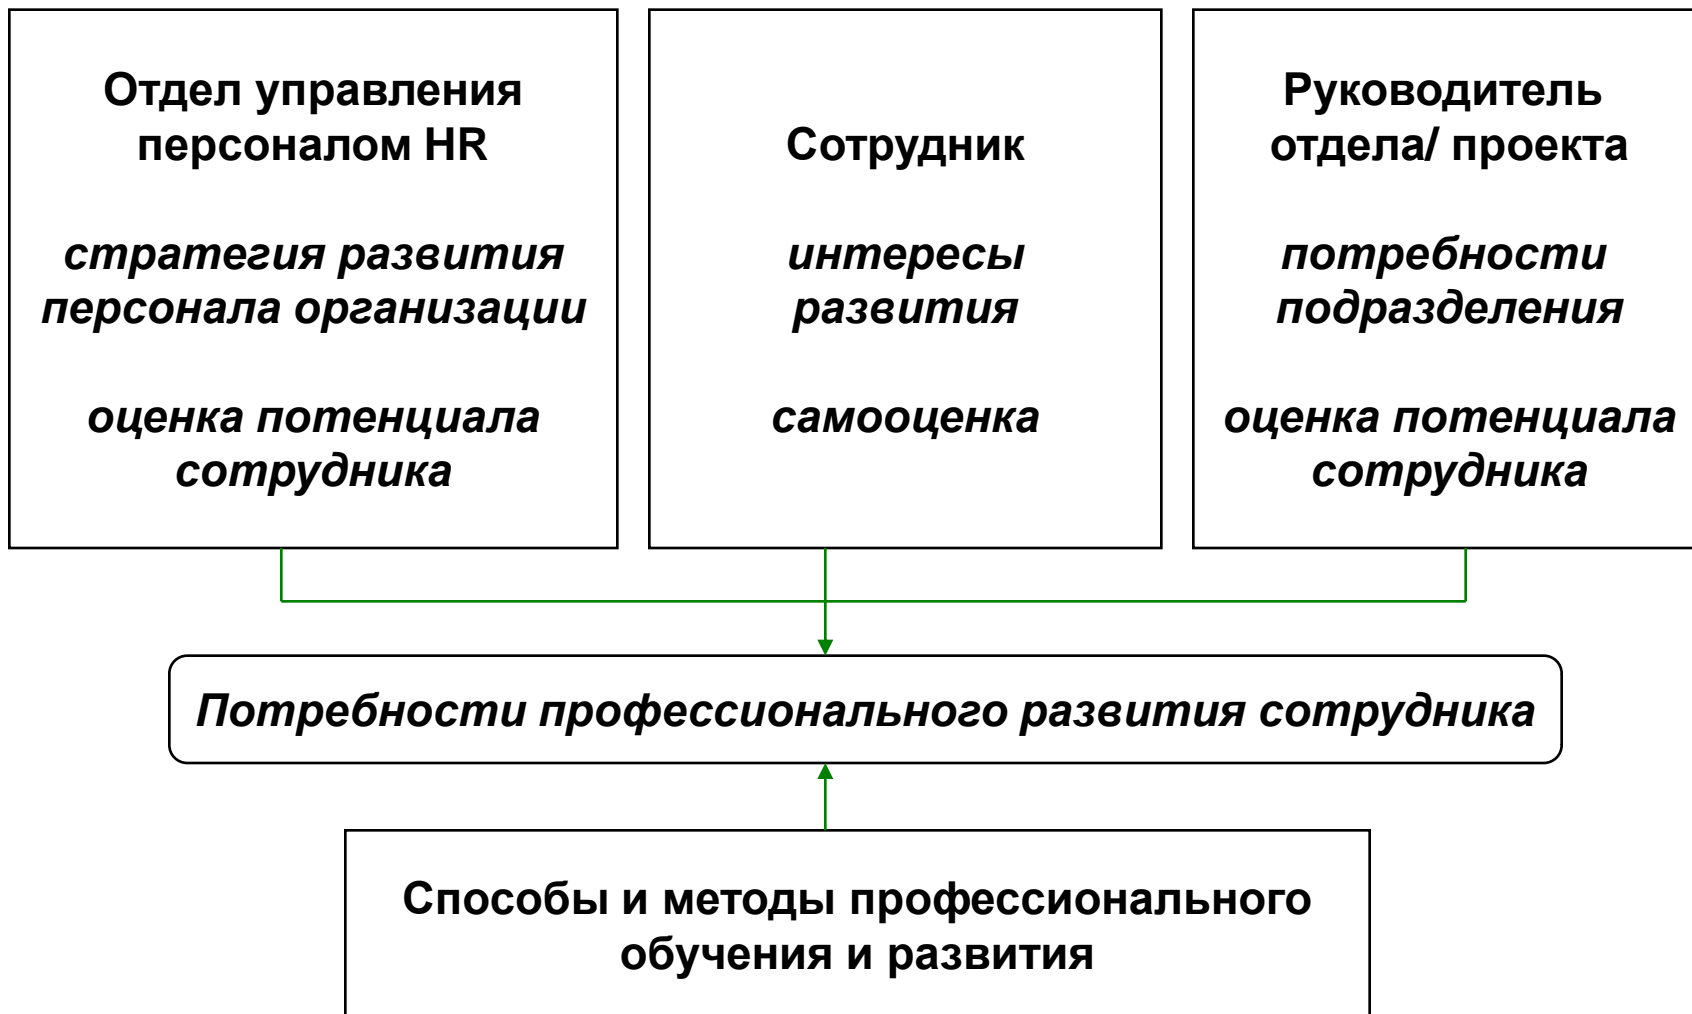 Отдел управления
персоналом HR
стратегия развития
персонала организации
оценка потенциала
сотрудника
Сотрудник
интересы
развития
самооценка
Руководитель
отдела/ проекта
потребности
подразделения
оценка потенциала
сотрудника
Потребности профессионального развития сотрудника
Способы и методы профессионального
обучения и развития